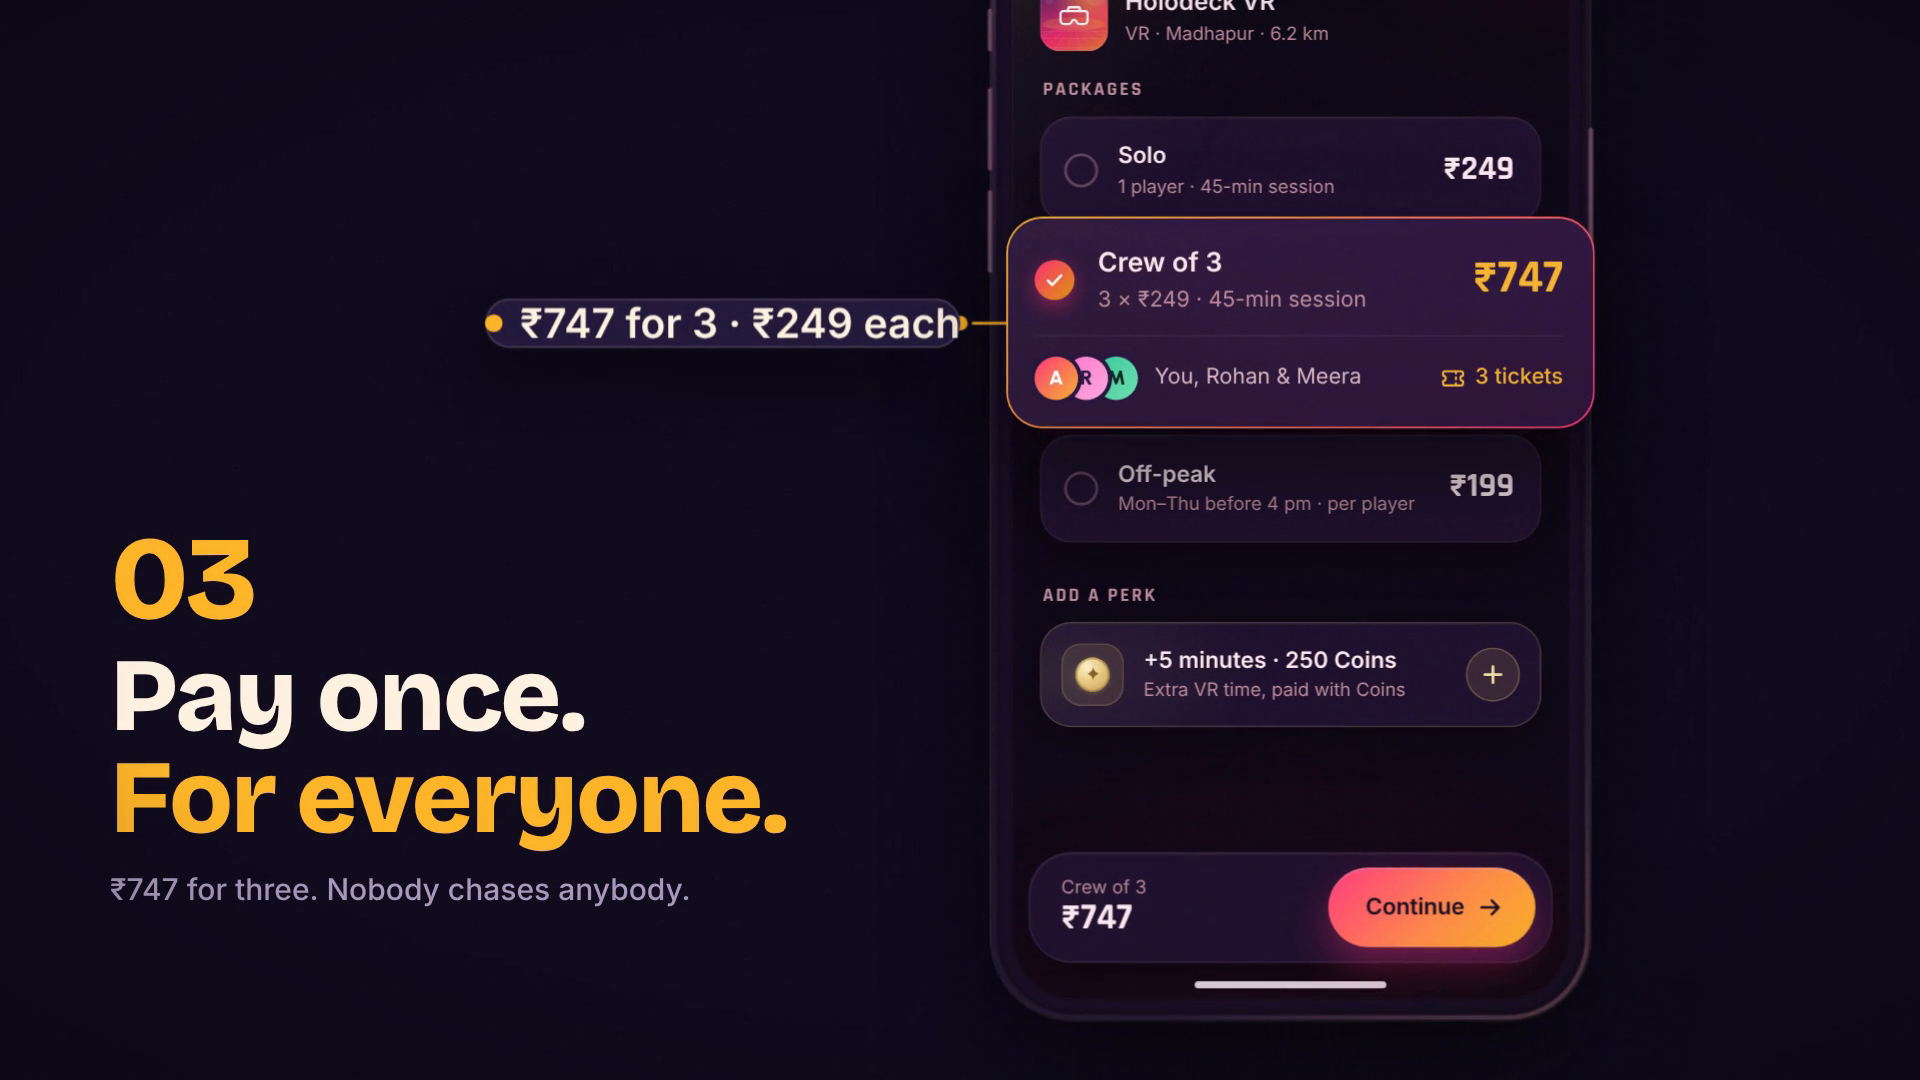 Holodeck VR
VR · Madhapur · 6.2 km
PACKAGES
Solo
1 player · 45-min session
₹249
Crew of 3
3 × ₹249 · 45-min session
₹747
A R M
You, Rohan & Meera
3 tickets
₹747 for 3 · ₹249 each
Off-peak
Mon–Thu before 4 pm · per player
₹199
ADD A PERK
+5 minutes · 250 Coins
Extra VR time, paid with Coins
Crew of 3
₹747
Continue →
03
Pay once.
For everyone.
₹747 for three. Nobody chases anybody.